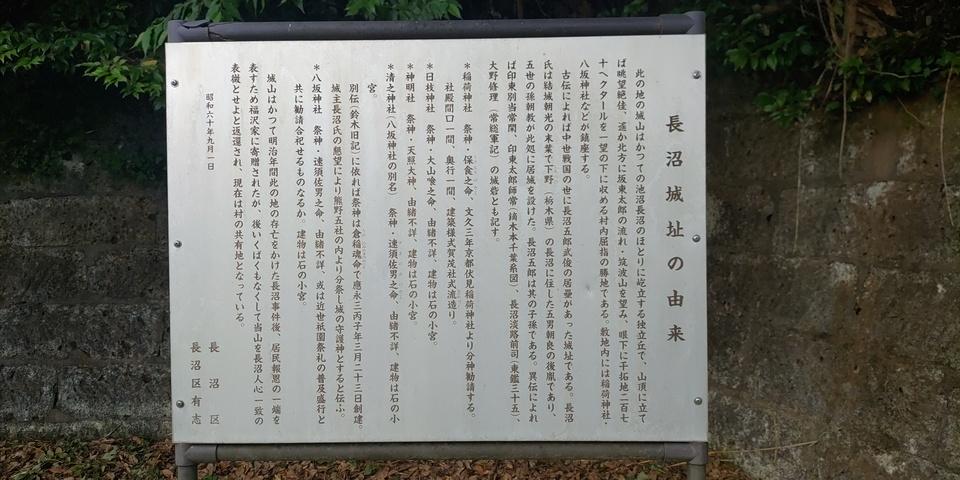 長沼城址の由来
此の地の城山はかつての池沼長沼のほとりに屹立する独立丘で、山頂に立て
ば眺望絶佳、遥か北方に坂東太郎の流れ、筑波山を望み、眼下に干拓地二百七
十ヘクタールを一望の下に収める村内屈指の勝地である。敷地内には稲荷神社・
八坂神社などが鎮座する。
古伝によれば中世戦国の世に長沼五郎武俊の居塁があった城址である。長沼
氏は結城朝光の末葉で下野(栃木県)の長沼に住した五男朝良の後胤であり、
五世の孫朝教が此処に居城を設けた。長沼五郎は其の子孫である。異伝によれ
ば印東別当常閑、印東太郎師常(鏑木本千葉系図)、長沼淡路前司(東鑑三十五)、
大野修理(常総軍記)の城砦とも記す。
*稲荷神社 祭神・保食之命、文久三年京都伏見稲荷神社より分神勧請する。
社殿間口一間、奥行一間、建築様式賀茂社式流造り。
*日枝神社 祭神・大山喰之命、由緒不詳、建物は石の小宮。
*神明社 祭神・天照大神、由緒不詳、建物は石の小宮。
*清之神社(八坂神社の別名) 祭神・速須佐男之命、由緒不詳、建物は石の小
宮。
別伝(鈴木旧記)に依れば祭神は倉稲魂命で應永三丙子年三月二十三日創建。
城主長沼氏の懇望により熊野五社の内より分祭し城の守護神とすると伝ふ。
*八坂神社 祭神・速須佐男之命、由緒不詳、或は近世祇園祭礼の普及盛行と
共に勧請合祀せるものなるか。建物は石の小宮。
城山はかつて明治年間此の地の存亡をかけた長沼事件後、居民報恩の一端を
表すため福沢家に寄贈されたが、後いくばくもなくして当山を長沼人心一致の
表徴とせよと返還され、現在は村の共有地となっている。
昭和六十年九月一日
長沼区
長沼区有志